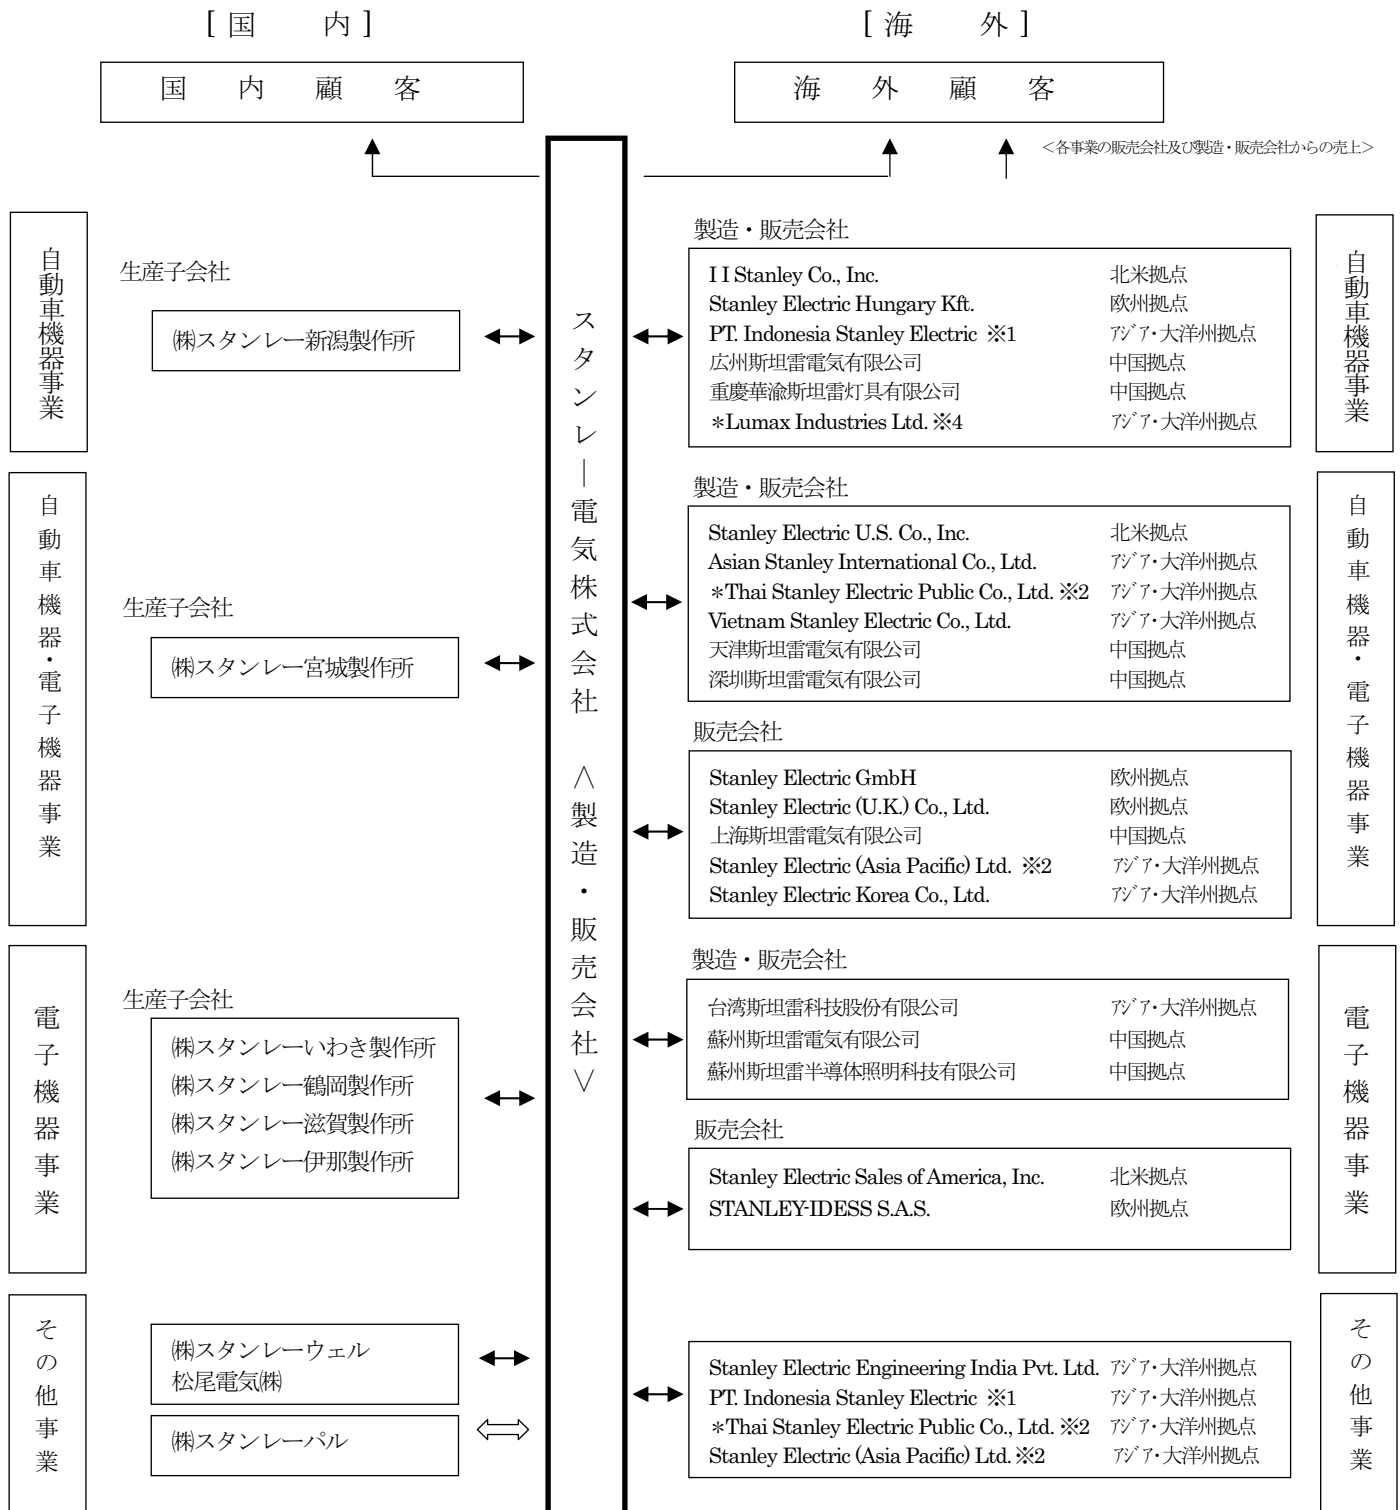 [国　内]
[海　外]
国内顧客
海外顧客
＜各事業の販売会社及び製造・販売会社からの売上＞
スタンレー電気株式会社　＜製造・販売会社＞
自動車機器事業
生産子会社
㈱スタンレー新潟製作所
製造・販売会社
I I Stanley Co., Inc.　北米拠点
Stanley Electric Hungary Kft.　欧州拠点
PT. Indonesia Stanley Electric ※1　アジア・大洋州拠点
広州斯坦雷電気有限公司　中国拠点
重慶華渝斯坦雷灯具有限公司　中国拠点
*Lumax Industries Ltd. ※4　アジア・大洋州拠点
自動車機器事業
自動車機器・電子機器事業
生産子会社
㈱スタンレー宮城製作所
製造・販売会社
Stanley Electric U.S. Co., Inc.　北米拠点
Asian Stanley International Co., Ltd.　アジア・大洋州拠点
*Thai Stanley Electric Public Co., Ltd. ※2　アジア・大洋州拠点
Vietnam Stanley Electric Co., Ltd.　アジア・大洋州拠点
天津斯坦雷電気有限公司　中国拠点
深圳斯坦雷電気有限公司　中国拠点
販売会社
Stanley Electric GmbH　欧州拠点
Stanley Electric (U.K.) Co., Ltd.　欧州拠点
上海斯坦雷電気有限公司　中国拠点
Stanley Electric (Asia Pacific) Ltd. ※2　アジア・大洋州拠点
Stanley Electric Korea Co., Ltd.　アジア・大洋州拠点
自動車機器・電子機器事業
電子機器事業
生産子会社
㈱スタンレーいわき製作所
㈱スタンレー鶴岡製作所
㈱スタンレー滋賀製作所
㈱スタンレー伊那製作所
製造・販売会社
台湾斯坦雷科技股份有限公司　アジア・大洋州拠点
蘇州斯坦雷電気有限公司　中国拠点
蘇州斯坦雷半導体照明科技有限公司　中国拠点
販売会社
Stanley Electric Sales of America, Inc.　北米拠点
STANLEY-IDESS S.A.S.　欧州拠点
電子機器事業
その他事業
㈱スタンレーウェル
松尾電気㈱
㈱スタンレーパル
Stanley Electric Engineering India Pvt. Ltd.　アジア・大洋州拠点
PT. Indonesia Stanley Electric ※1　アジア・大洋州拠点
*Thai Stanley Electric Public Co., Ltd. ※2　アジア・大洋州拠点
Stanley Electric (Asia Pacific) Ltd. ※2　アジア・大洋州拠点
その他事業